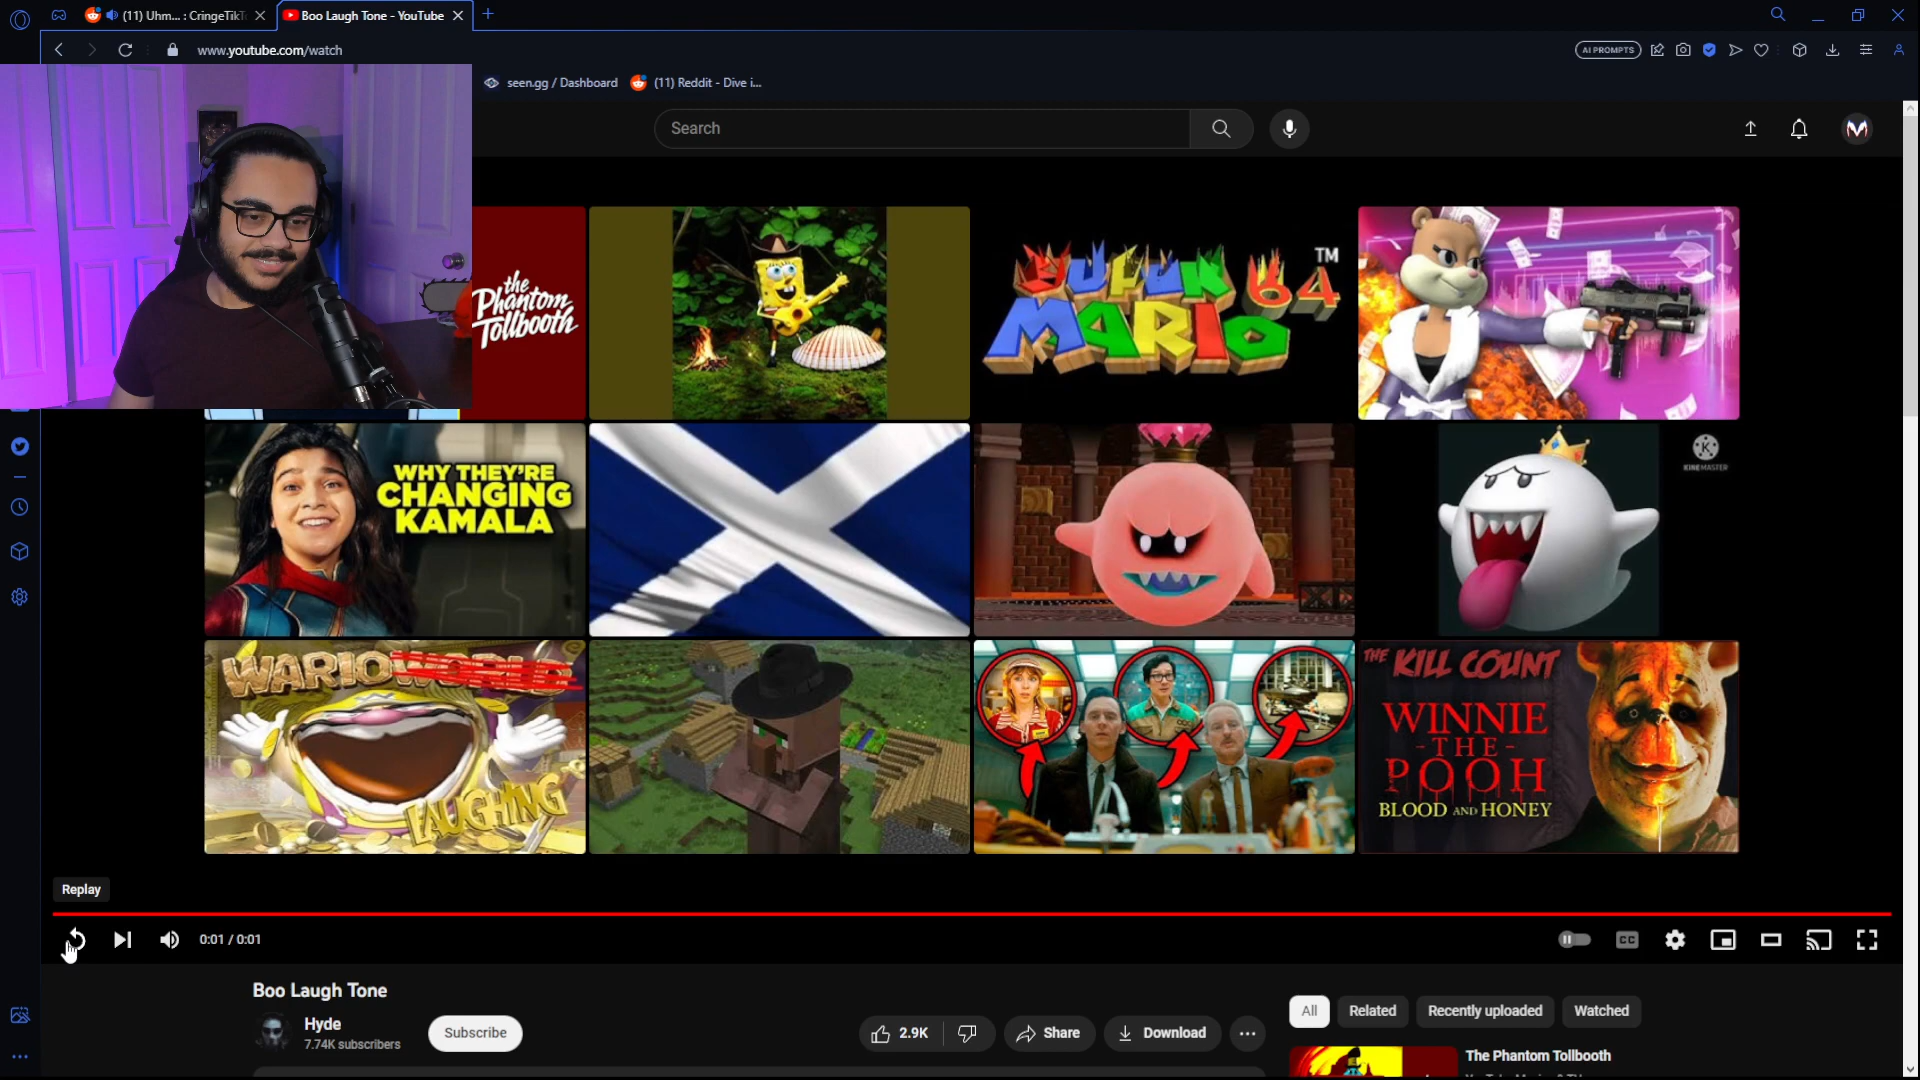 (11) Uhm... : CringeTikTo
Boo Laugh Tone - YouTube
www.youtube.com/watch
AI PROMPTS
seen.gg / Dashboard
(11) Reddit - Dive i...
Search
the
Phantom
Tollbooth
TM
64
MARIO
WHY THEY'RE
CHANGING
KAMALA
K
KINEMASTER
WARIOWORLD
LAUGHING
THE KILL COUNT
WINNIE
-THE-
POOH
BLOOD AND HONEY
Replay
0:01 / 0:01
CC
Boo Laugh Tone
Hyde
7.74K subscribers
Subscribe
2.9K
Share
Download
All
Related
Recently uploaded
Watched
The Phantom Tollbooth